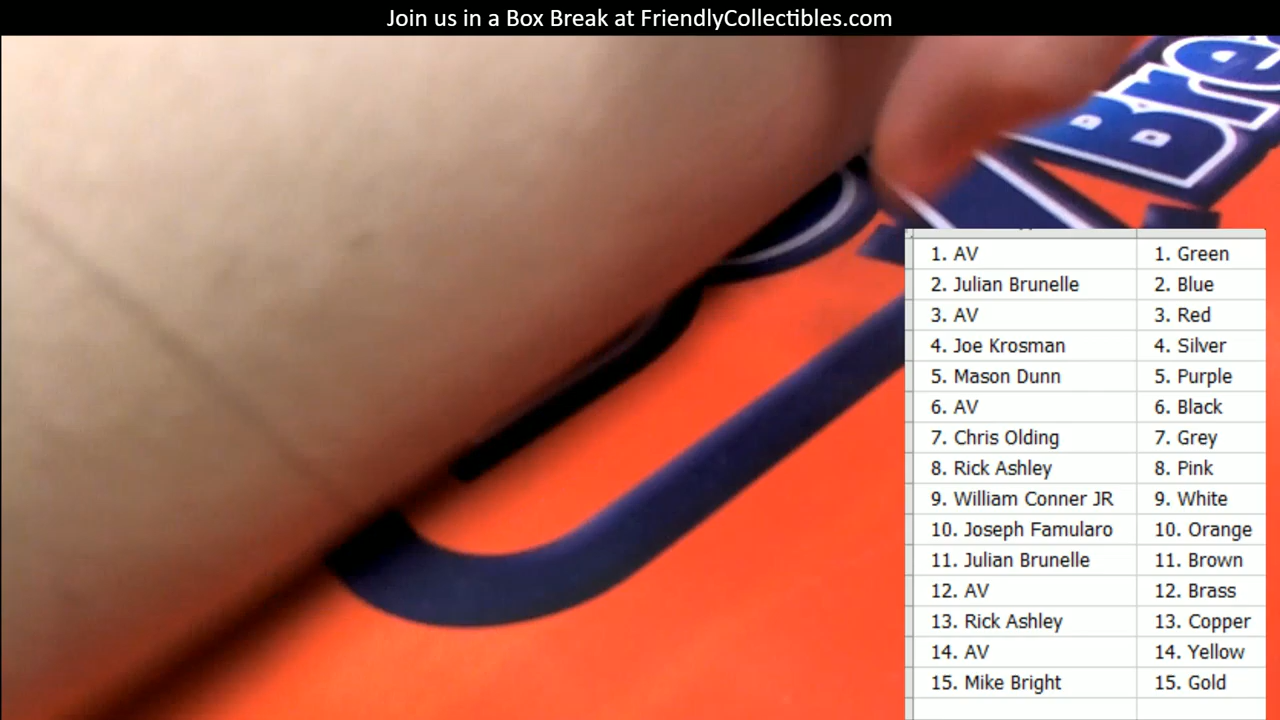 Join us in a Box Break at FriendlyCollectibles.com
Bre
1. AV 1. Green
2. Julian Brunelle 2. Blue
3. AV 3. Red
4. Joe Krosman 4. Silver
5. Mason Dunn 5. Purple
6. AV 6. Black
7. Chris Olding 7. Grey
8. Rick Ashley 8. Pink
9. William Conner JR 9. White
10. Joseph Famularo 10. Orange
11. Julian Brunelle 11. Brown
12. AV 12. Brass
13. Rick Ashley 13. Copper
14. AV 14. Yellow
15. Mike Bright 15. Gold